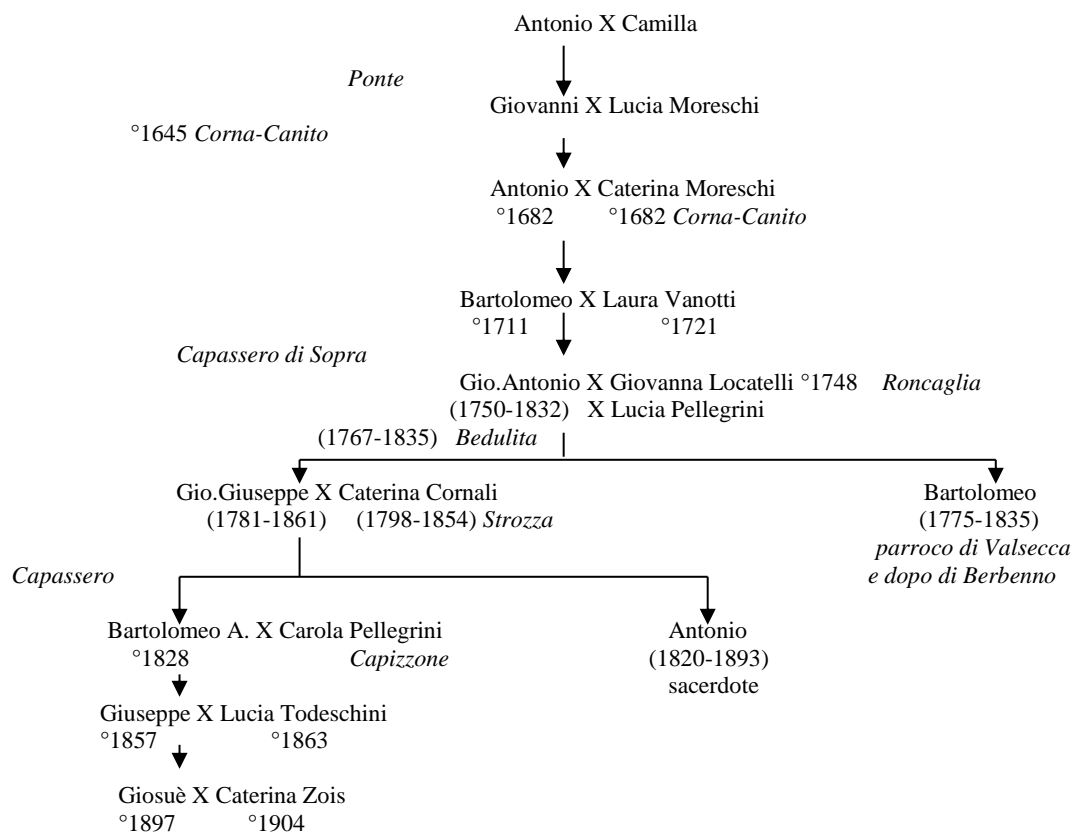 Antonio X Camilla
Ponte
Giovanni X Lucia Moreschi
°1645 Corna-Canito
Antonio X Caterina Moreschi
°1682 °1682 Corna-Canito
Bartolomeo X Laura Vanotti
°1711 °1721
Capassero di Sopra
Gio.Antonio X Giovanna Locatelli °1748 Roncaglia
(1750-1832) X Lucia Pellegrini
(1767-1835) Bedulita
Gio.Giuseppe X Caterina Cornali
(1781-1861) (1798-1854) Strozza
Bartolomeo
(1775-1835)
parroco di Valsecca
e dopo di Berbenno
Capassero
Bartolomeo A. X Carola Pellegrini
°1828 Capizzone
Antonio
(1820-1893)
sacerdote
Giuseppe X Lucia Todeschini
°1857 °1863
Giosuè X Caterina Zois
°1897 °1904